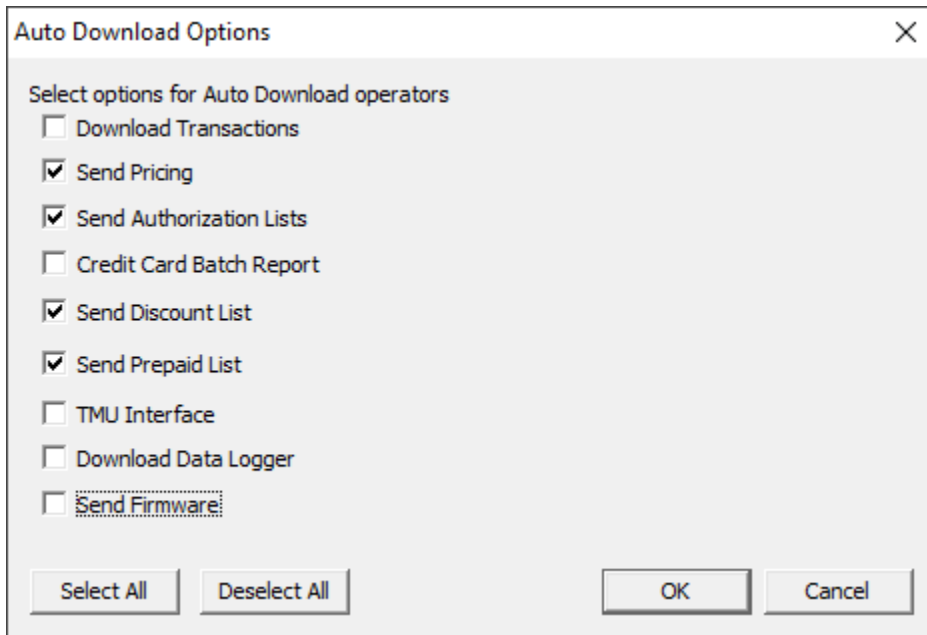 Auto Download Options
Select options for Auto Download operators
Download Transactions
Send Pricing
Send Authorization Lists
Credit Card Batch Report
Send Discount List
Send Prepaid List
TMU Interface
Download Data Logger
Send Firmware
Select All Deselect All OK Cancel